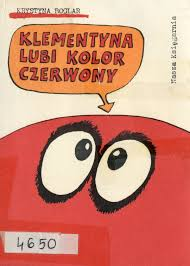 KRYSTYNA BOGLAR
KLEMENTYNA
LUBI KOLOR
CZERWONY
Nasza Księgarnia
4650